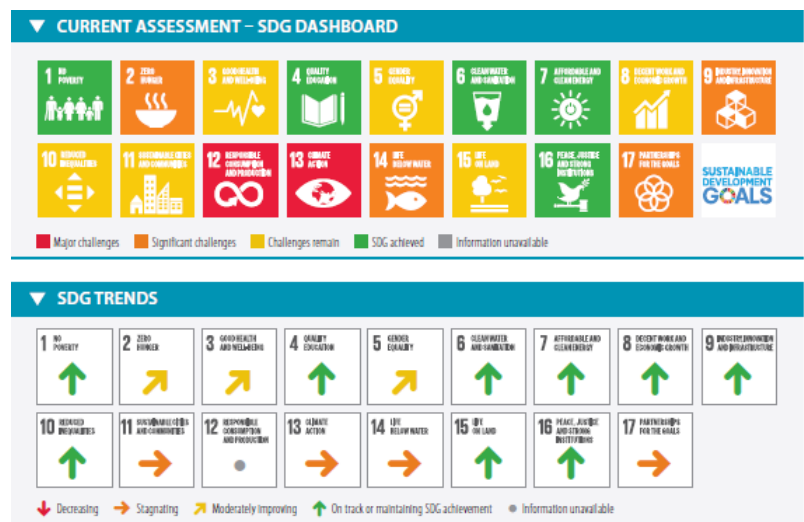 ▼ CURRENT ASSESSMENT – SDG DASHBOARD
1 NO
POVERTY
2 ZERO
HUNGER
3 GOOD HEALTH
AND WELL-BEING
4 QUALITY
EDUCATION
5 GENDER
EQUALITY
6 CLEAN WATER
AND SANITATION
7 AFFORDABLE AND
CLEAN ENERGY
8 DECENT WORK AND
ECONOMIC GROWTH
9 INDUSTRY, INNOVATION
AND INFRASTRUCTURE
10 REDUCED
INEQUALITIES
11 SUSTAINABLE CITIES
AND COMMUNITIES
12 RESPONSIBLE
CONSUMPTION
AND PRODUCTION
13 CLIMATE
ACTION
14 LIFE
BELOW WATER
15 LIFE
ON LAND
16 PEACE, JUSTICE
AND STRONG
INSTITUTIONS
17 PARTNERSHIPS
FOR THE GOALS
SUSTAINABLE
DEVELOPMENT
GOALS
Major challenges Significant challenges Challenges remain SDG achieved Information unavailable
▼ SDG TRENDS
1 NO
POVERTY
2 ZERO
HUNGER
3 GOOD HEALTH
AND WELL-BEING
4 QUALITY
EDUCATION
5 GENDER
EQUALITY
6 CLEAN WATER
AND SANITATION
7 AFFORDABLE AND
CLEAN ENERGY
8 DECENT WORK AND
ECONOMIC GROWTH
9 INDUSTRY, INNOVATION
AND INFRASTRUCTURE
10 REDUCED
INEQUALITIES
11 SUSTAINABLE CITIES
AND COMMUNITIES
12 RESPONSIBLE
CONSUMPTION
AND PRODUCTION
13 CLIMATE
ACTION
14 LIFE
BELOW WATER
15 LIFE
ON LAND
16 PEACE, JUSTICE
AND STRONG
INSTITUTIONS
17 PARTNERSHIPS
FOR THE GOALS
Decreasing Stagnating Moderately improving On track or maintaining SDG achievement Information unavailable